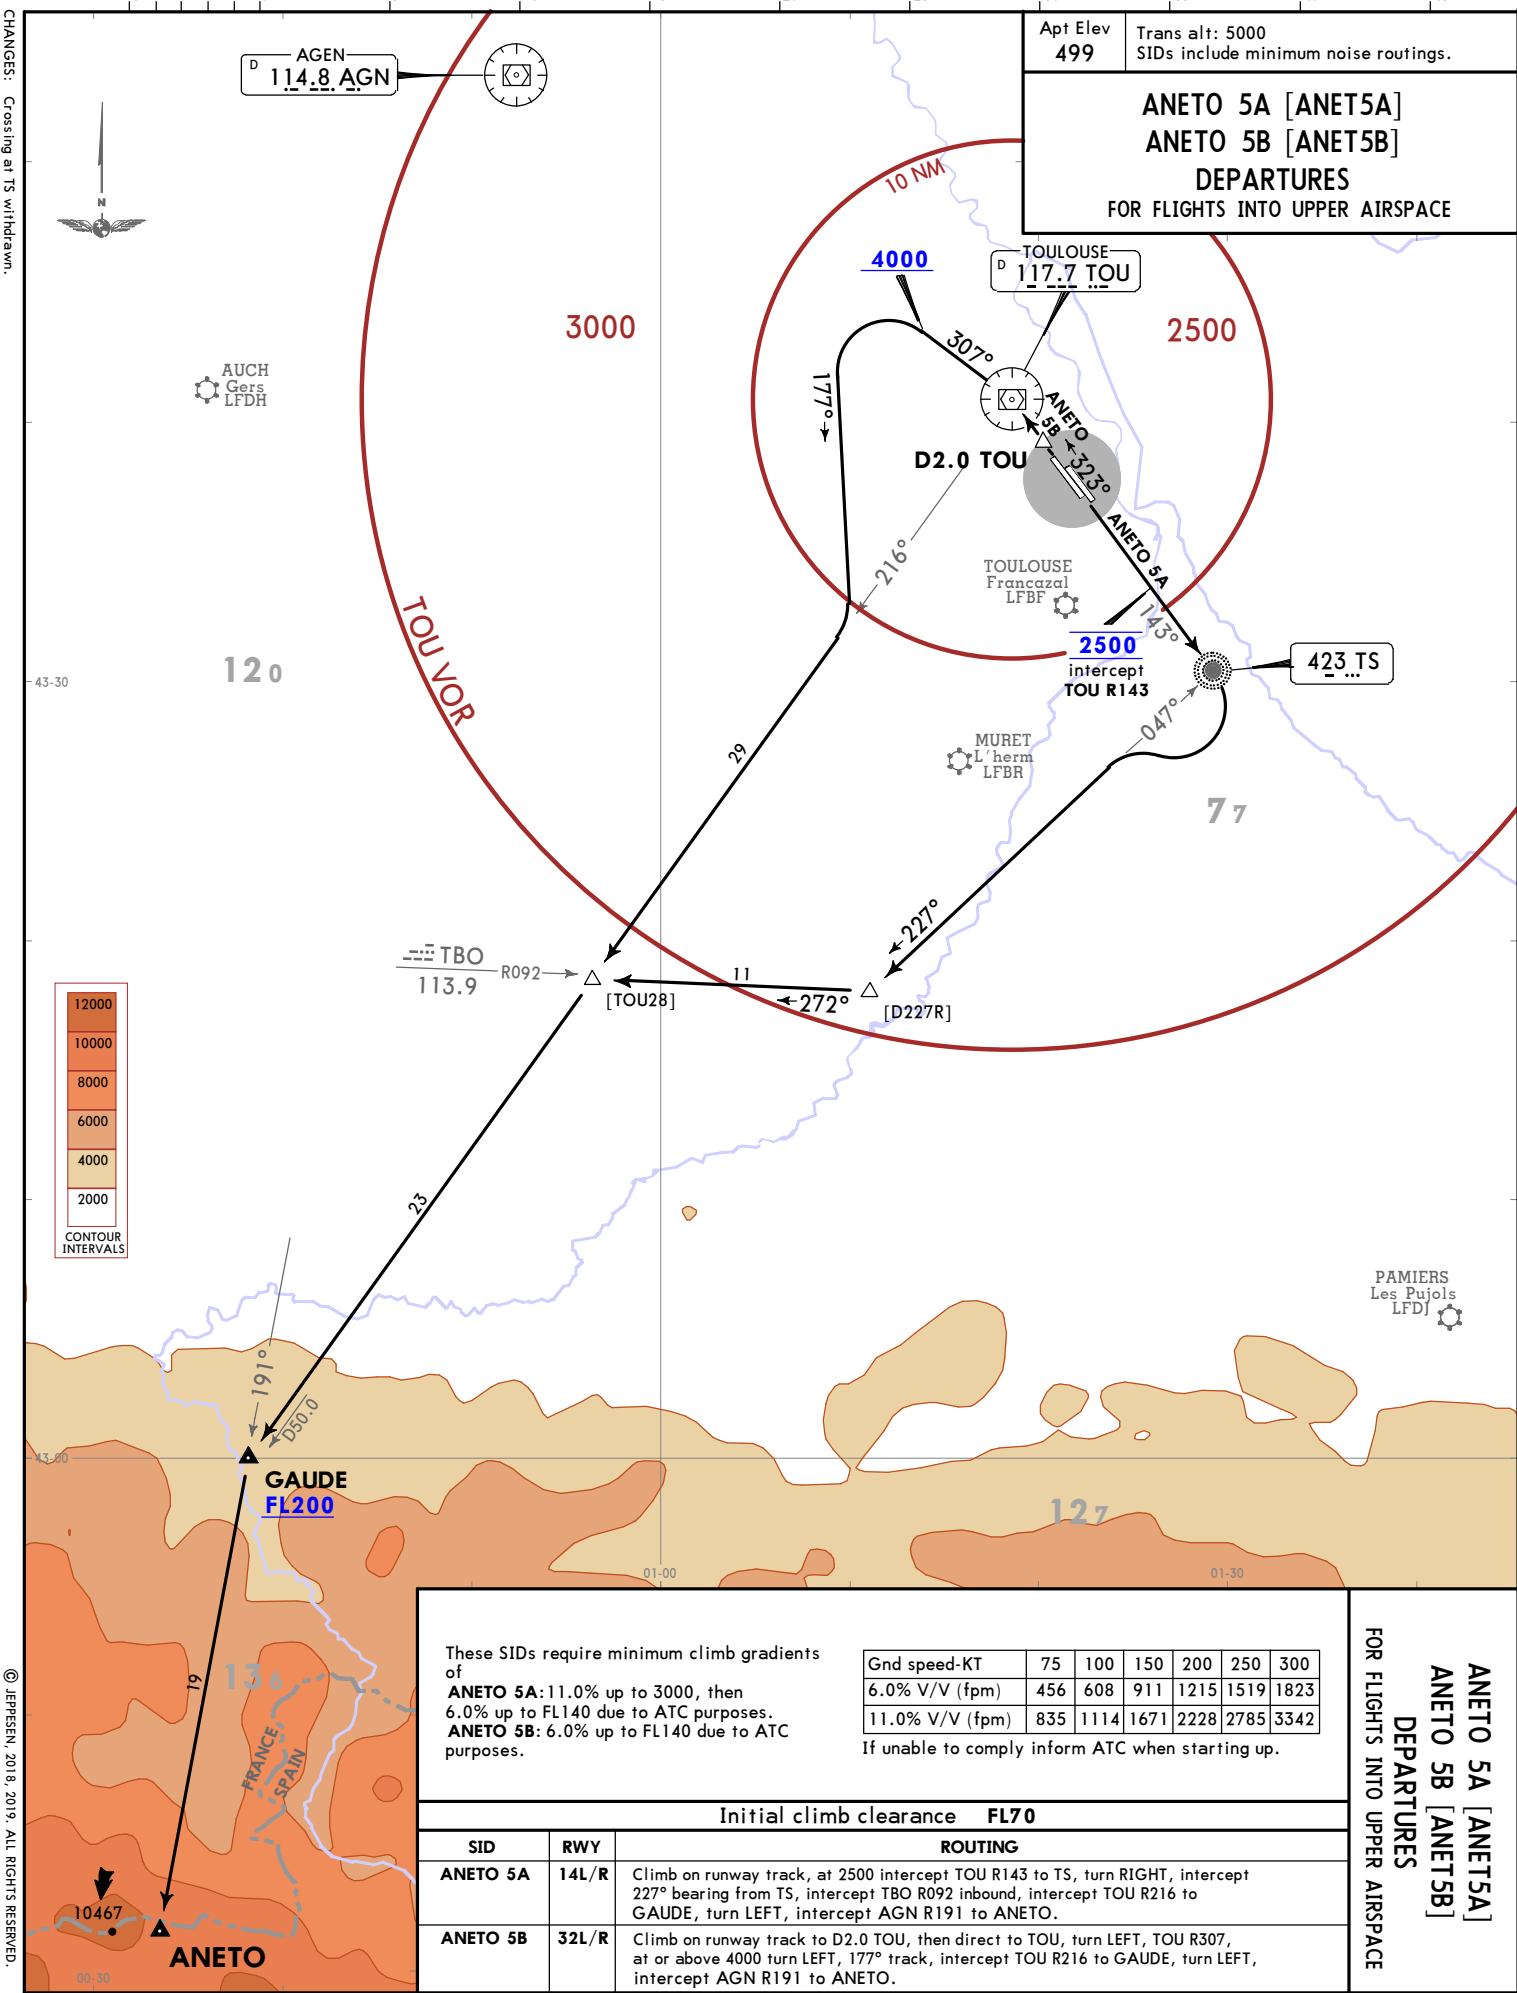 CHANGES: Crossing at TS withdrawn.
© JEPPESEN, 2018, 2019. ALL RIGHTS RESERVED.
Apt Elev
499
Trans alt: 5000
SIDs include minimum noise routings.
ANETO 5A [ANET5A]
ANETO 5B [ANET5B]
DEPARTURES
FOR FLIGHTS INTO UPPER AIRSPACE
AGEN
D 114.8 AGN
N
10 NM
4000
TOULOUSE
D 117.7 TOU
3000
2500
307°
AUCH
Gers
LFDH
177°
ANETO
5B
D2.0 TOU
323°
ANETO 5A
216°
TOULOUSE
Francazal
LFBF
143°
2500
intercept
TOU R143
423 TS
TOU VOR
120
43-30
047°
MURET
L'herm
LFBR
29
77
227°
TBO
113.9
R092
11
[TOU28]
272°
[D227R]
12000
10000
8000
6000
4000
2000
CONTOUR
INTERVALS
23
PAMIERS
Les Pujols
LFDJ
191°
D50.0
43-00
GAUDE
FL200
127
01-00
01-30
136
19
FRANCE
SPAIN
10467
ANETO
00-30
These SIDs require minimum climb gradients
of
ANETO 5A: 11.0% up to 3000, then
6.0% up to FL140 due to ATC purposes.
ANETO 5B: 6.0% up to FL140 due to ATC
purposes.
Gnd speed-KT 75 100 150 200 250 300
6.0% V/V (fpm) 456 608 911 1215 1519 1823
11.0% V/V (fpm) 835 1114 1671 2228 2785 3342
If unable to comply inform ATC when starting up.
Initial climb clearance FL70
SID RWY ROUTING
ANETO 5A 14L/R Climb on runway track, at 2500 intercept TOU R143 to TS, turn RIGHT, intercept
227° bearing from TS, intercept TBO R092 inbound, intercept TOU R216 to
GAUDE, turn LEFT, intercept AGN R191 to ANETO.
ANETO 5B 32L/R Climb on runway track to D2.0 TOU, then direct to TOU, turn LEFT, TOU R307,
at or above 4000 turn LEFT, 177° track, intercept TOU R216 to GAUDE, turn LEFT,
intercept AGN R191 to ANETO.
ANETO 5A [ANET5A]
ANETO 5B [ANET5B]
DEPARTURES
FOR FLIGHTS INTO UPPER AIRSPACE